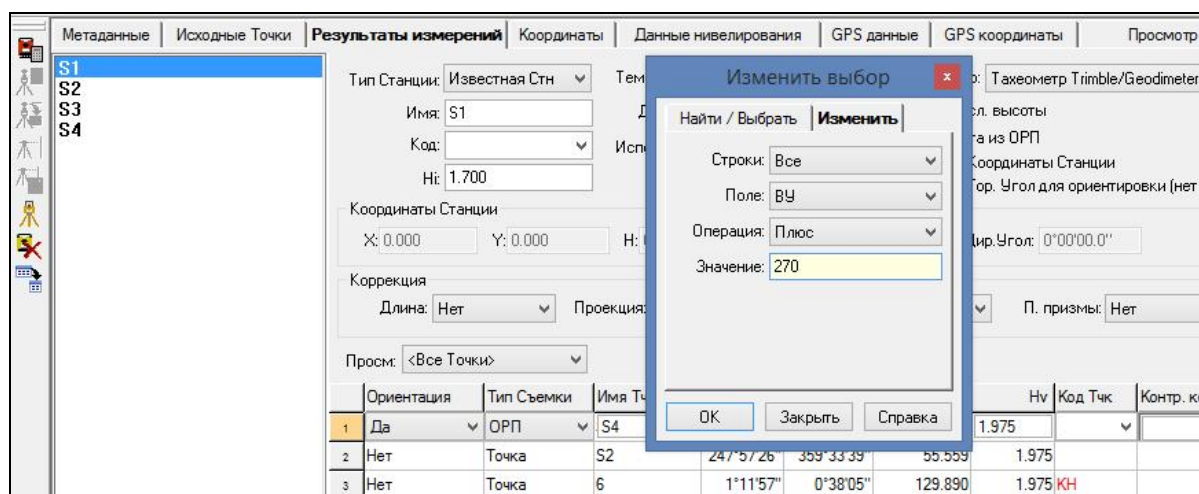 Метаданные Исходные Точки Результаты измерений Координаты Данные нивелирования GPS данные GPS координаты Просмотр
S1
S2
S3
S4
Тип Станции: Известная Стн
Имя: S1
Код:
Hi: 1.700
Тахеометр Trimble/Geodimeter
высоты
из ОРП
Координаты Станции
Гор. Угол для ориентировки (нет
Координаты Станции
X: 0.000 Y: 0.000 H: Дир.Угол: 0°00'00.0"
Коррекция
Длина: Нет Проекция: П. призмы: Нет
Просм: <Все Точки>
Изменить выбор
Найти / Выбрать Изменить
Строки: Все
Поле: ВУ
Операция: Плюс
Значение: 270
OK Закрыть Справка
Ориентация Тип Съемки Имя Hv Код Тчк Контр.
1 Да ОРП S4 1.975
2 Нет Точка S2 247°57'26" 359°33'39" 55.559 1.975
3 Нет Точка 6 1°11'57" 0°38'05" 129.890 1.975 КН